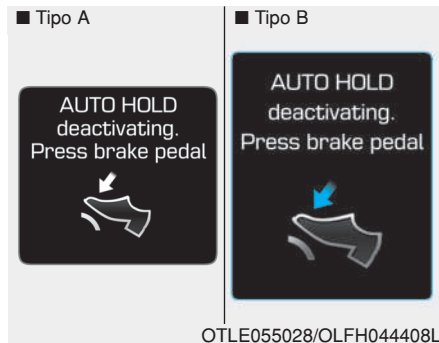 ■ Tipo A
AUTO HOLD
deactivating.
Press brake pedal
■ Tipo B
AUTO HOLD
deactivating.
Press brake pedal
OTLE055028/OLFH044408L